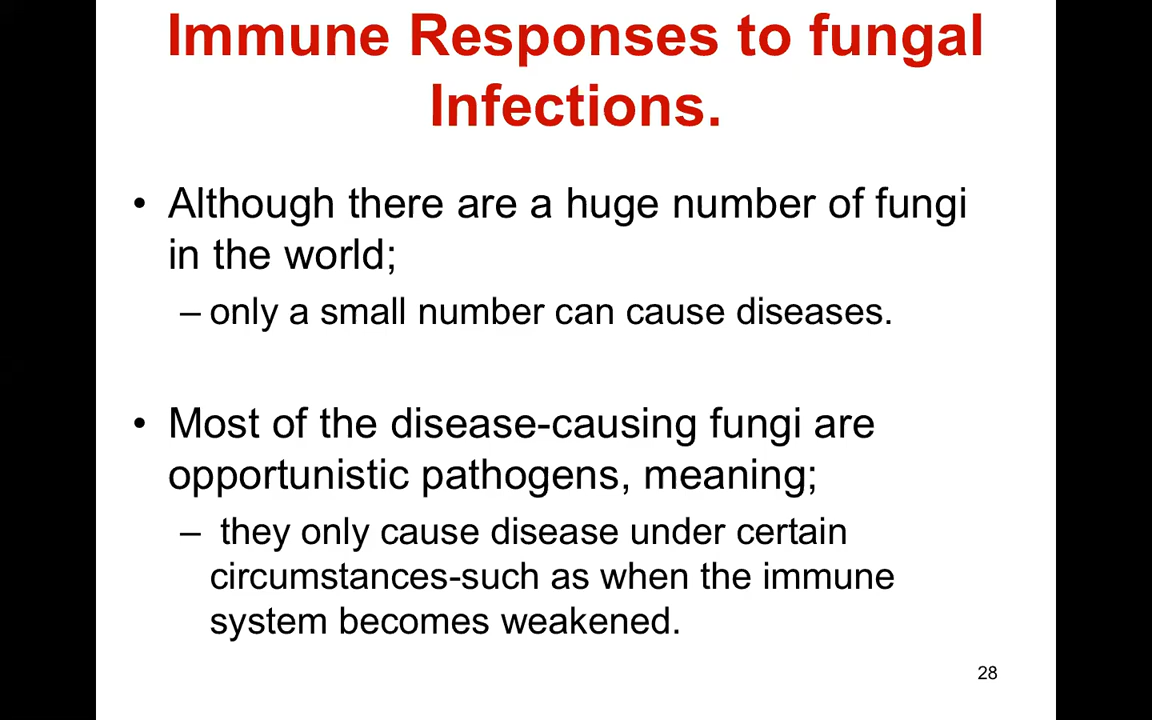 Immune Responses to fungal
Infections.
• Although there are a huge number of fungi
in the world;
– only a small number can cause diseases.
• Most of the disease-causing fungi are
opportunistic pathogens, meaning;
– they only cause disease under certain
circumstances-such as when the immune
system becomes weakened.
28